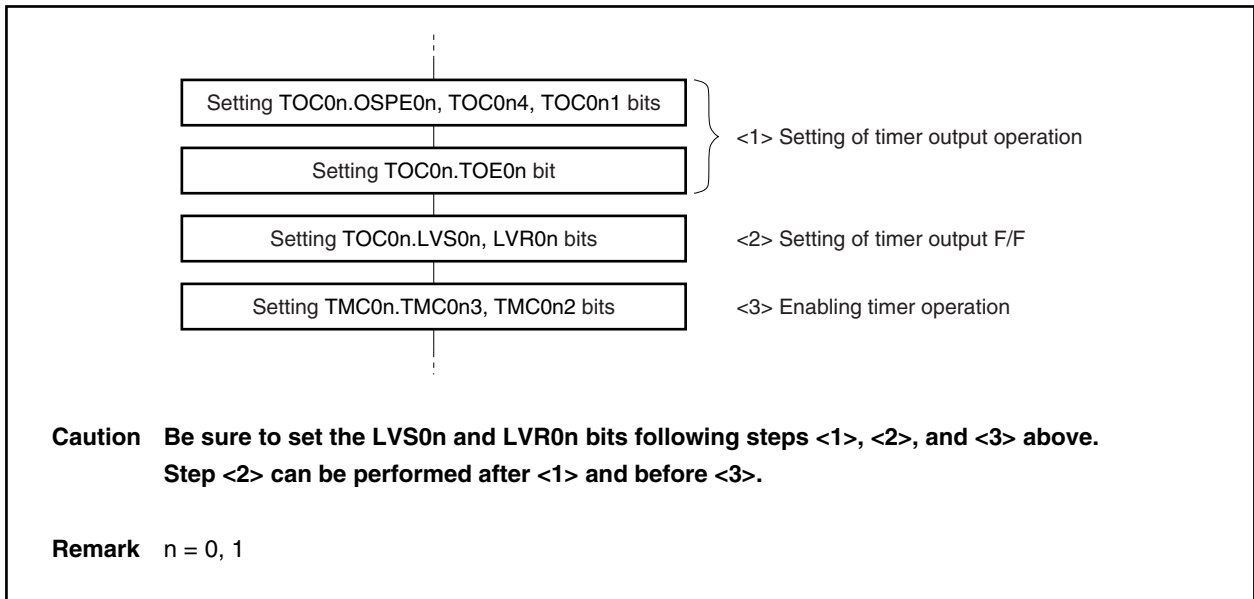 Setting TOC0n.OSPE0n, TOC0n4, TOC0n1 bits
<1> Setting of timer output operation
Setting TOC0n.TOE0n bit
Setting TOC0n.LVS0n, LVR0n bits
<2> Setting of timer output F/F
Setting TMC0n.TMC0n3, TMC0n2 bits
<3> Enabling timer operation
Caution Be sure to set the LVS0n and LVR0n bits following steps <1>, <2>, and <3> above.
Step <2> can be performed after <1> and before <3>.
Remark n = 0, 1